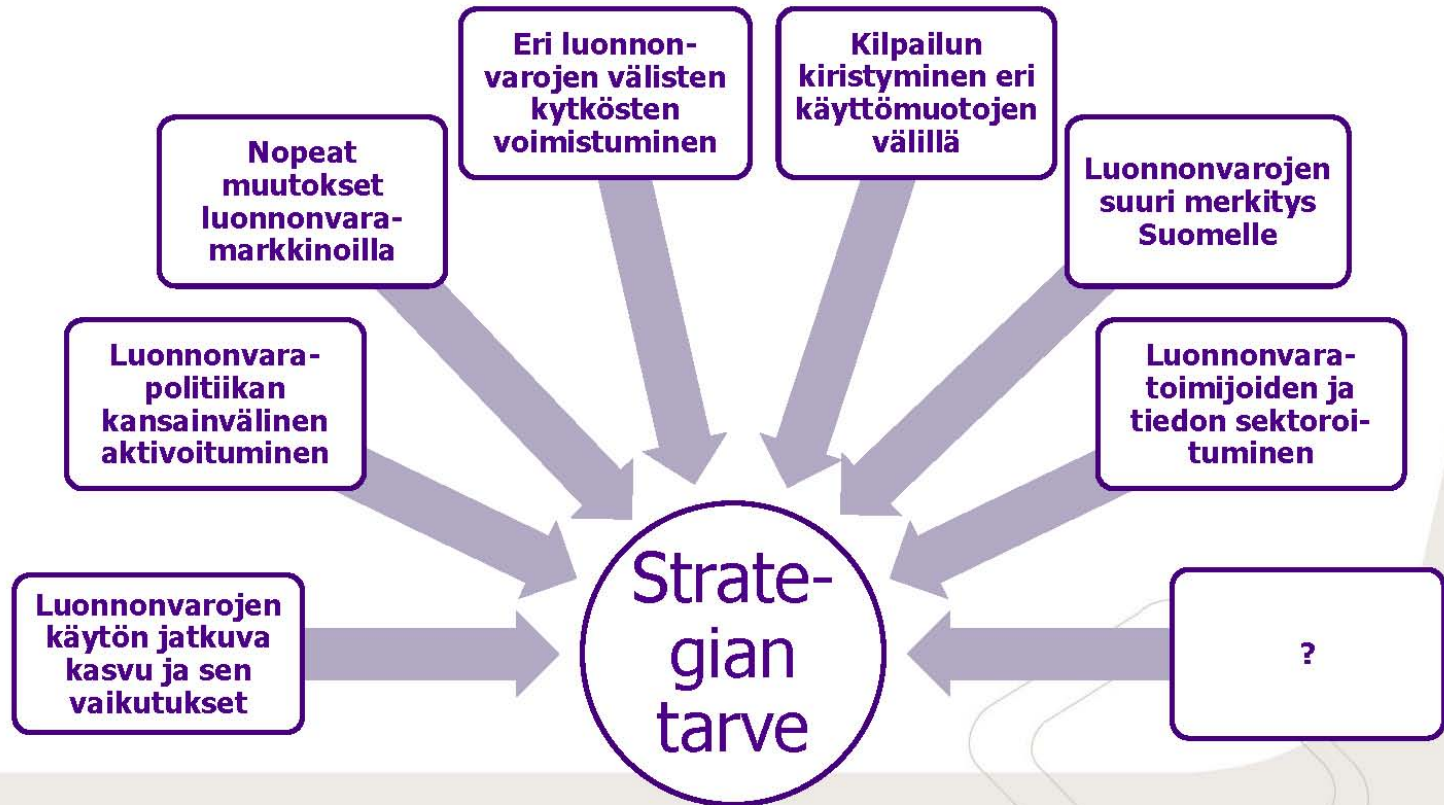 Luonnonvarojen
käytön jatkuva
kasvu ja sen
vaikutukset
Luonnonvara-
politiikan
kansainvälinen
aktivoituminen
Nopeat
muutokset
luonnonvara-
markkinoilla
Eri luonnon-
varojen välisten
kytkösten
voimistuminen
Kilpailun
kiristyminen eri
käyttömuotojen
välillä
Luonnonvarojen
suuri merkitys
Suomelle
Luonnonvara-
toimijoiden ja
tiedon sektoroi-
tuminen
?
Strate-
gian
tarve